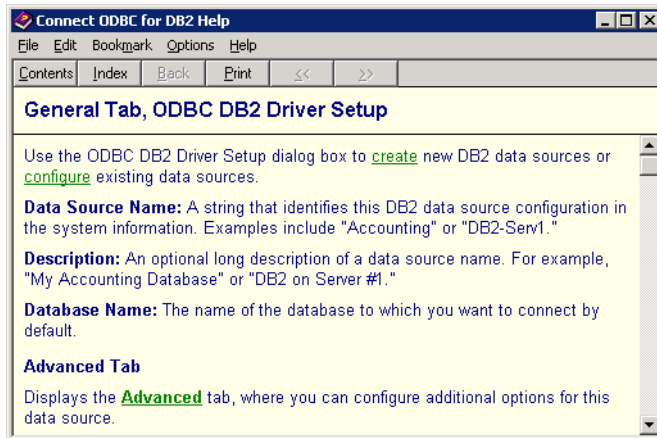 Connect ODBC for DB2 Help
File Edit Bookmark Options Help
Contents Index Back Print << >>
General Tab, ODBC DB2 Driver Setup
Use the ODBC DB2 Driver Setup dialog box to create new DB2 data sources or
configure existing data sources.
Data Source Name: A string that identifies this DB2 data source configuration in
the system information. Examples include "Accounting" or "DB2-Serv1."
Description: An optional long description of a data source name. For example,
"My Accounting Database" or "DB2 on Server #1."
Database Name: The name of the database to which you want to connect by
default.
Advanced Tab
Displays the Advanced tab, where you can configure additional options for this
data source.